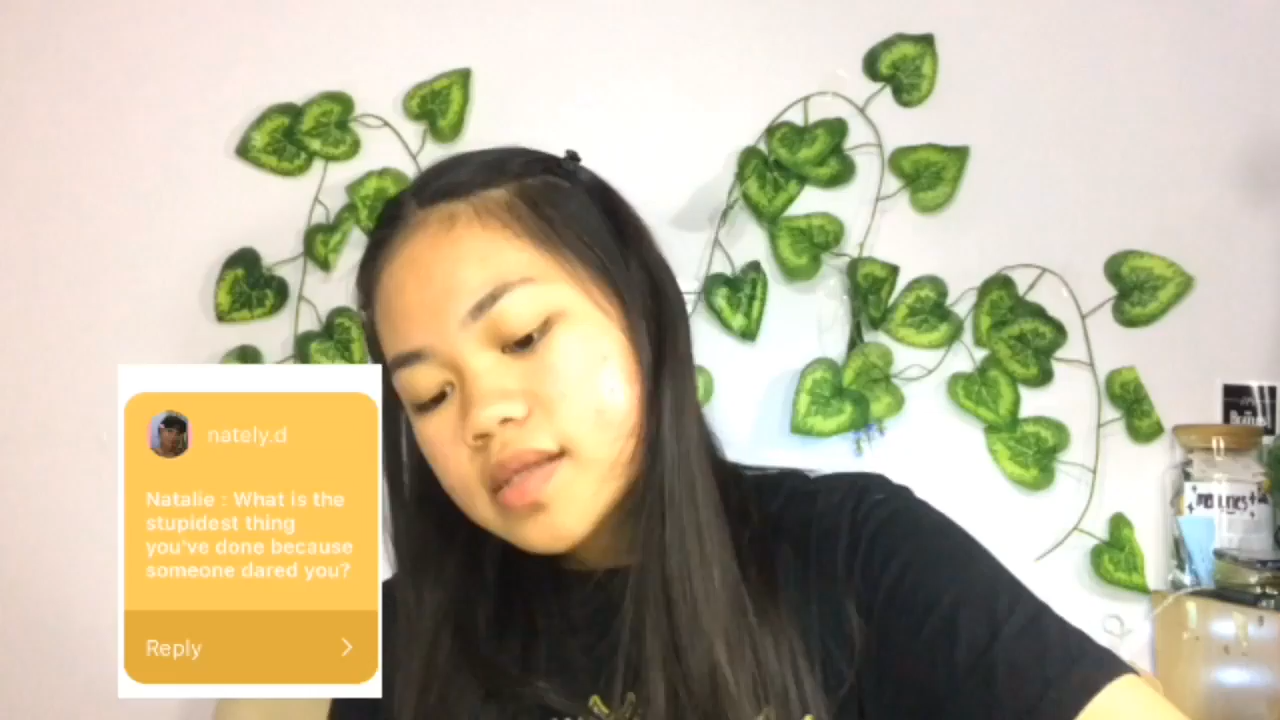 nately.d
Natalie : What is the
stupidest thing
you've done because
someone dared you?
Reply